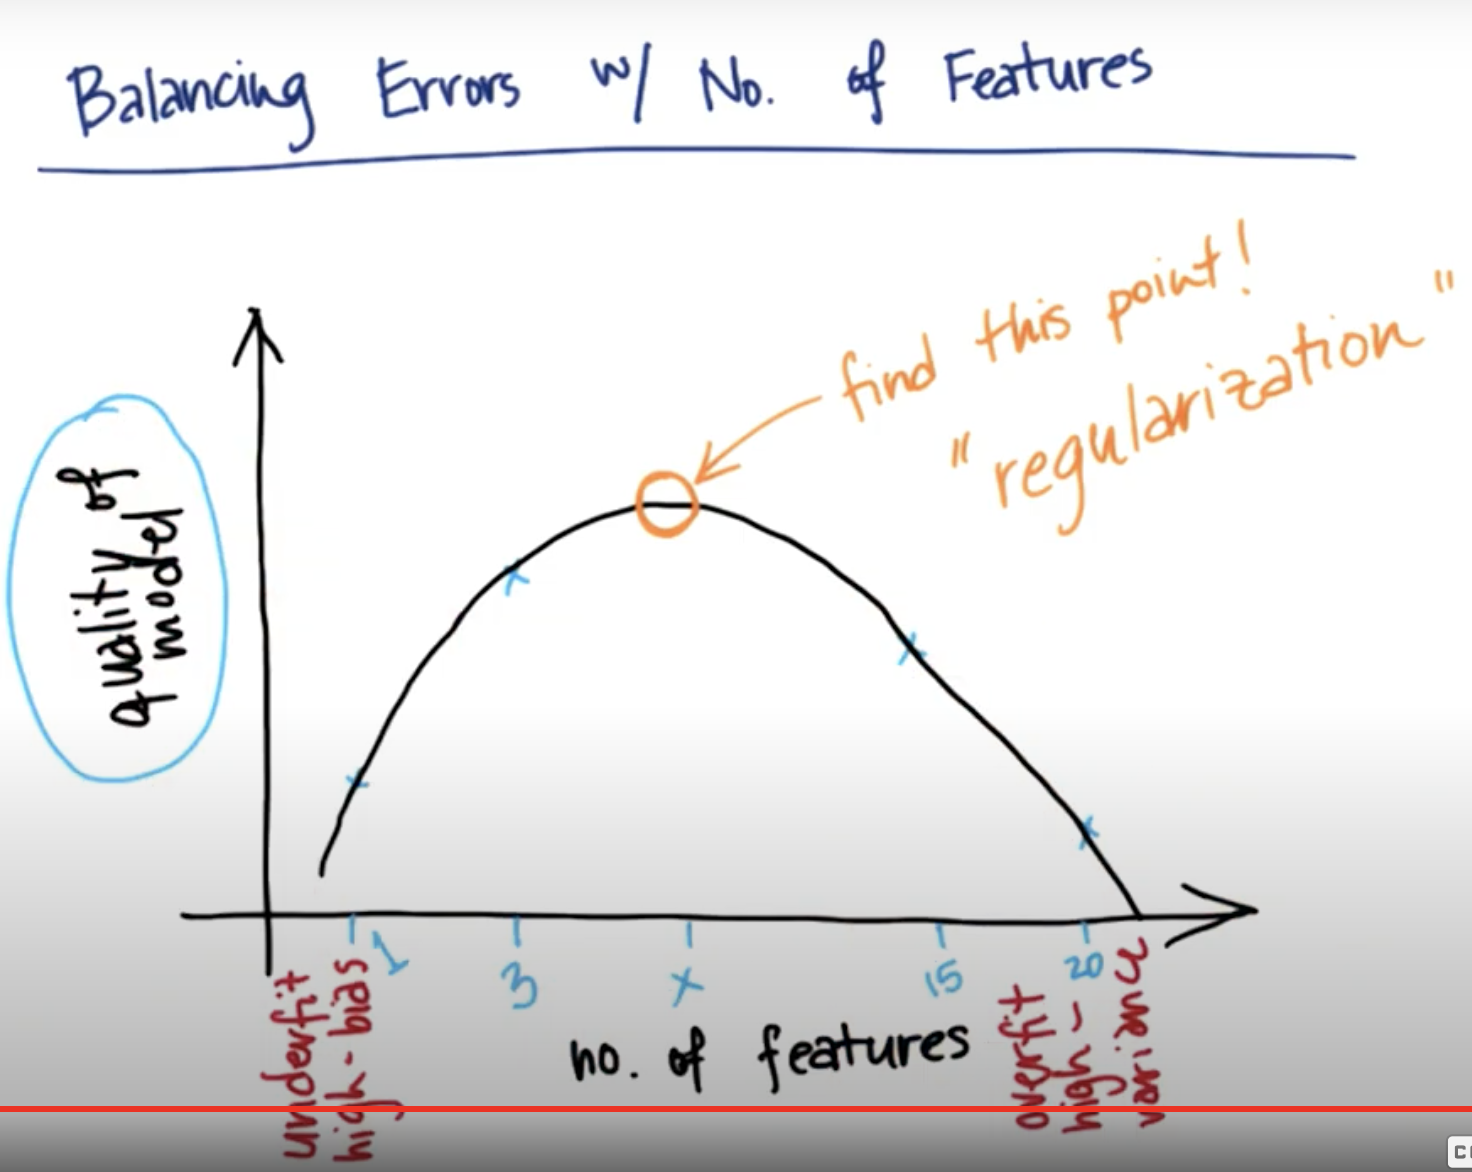 Balancing Errors w/ No. of Features
find this point!
"regularization"
quality of
model
1
3
x
15
20
no. of features
underfit
high-bias
overfit
high-
variance